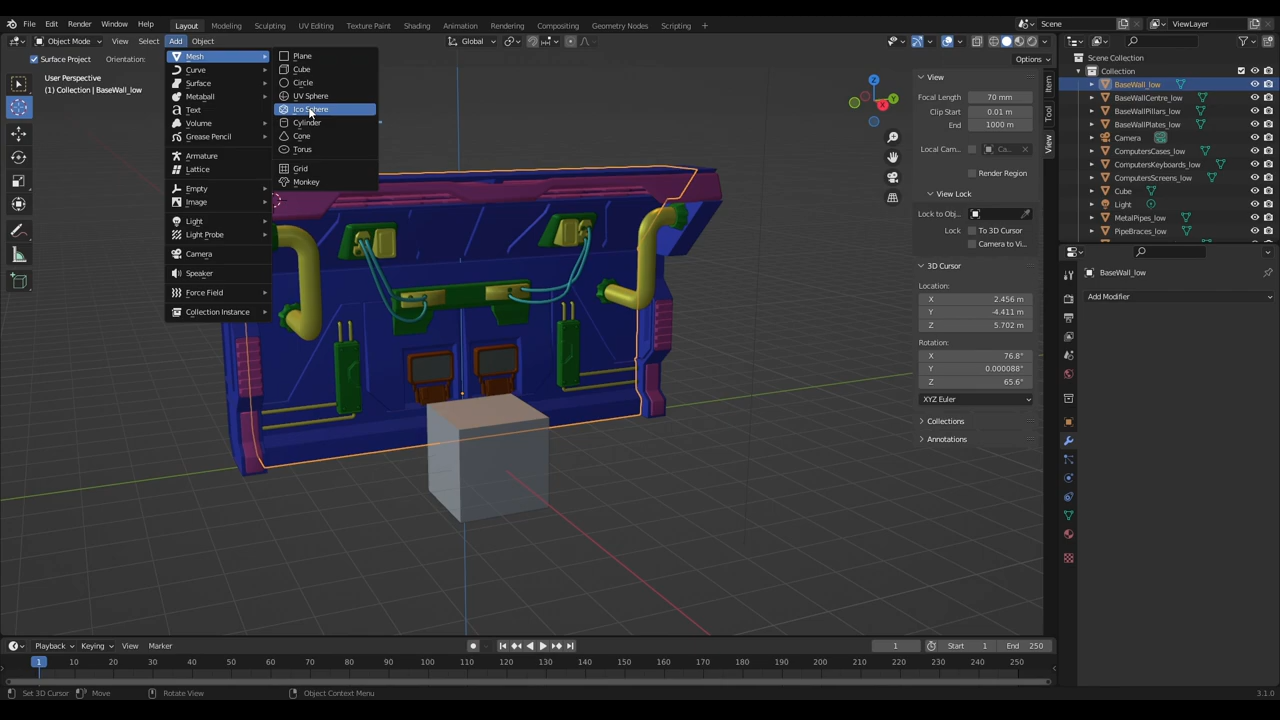 File Edit Render Window Help Layout Modeling Sculpting UV Editing Texture Paint Shading Animation Rendering Compositing Geometry Nodes Scripting Scene ViewLayer
Object Mode View Select Add Object Global Options
Surface Project Orientation:
User Perspective
(1) Collection | BaseWall_low
Mesh
Curve
Surface
Metaball
Text
Volume
Grease Pencil
Armature
Lattice
Empty
Image
Light
Light Probe
Camera
Speaker
Force Field
Collection Instance
Plane
Cube
Circle
UV Sphere
Ico Sphere
Cylinder
Cone
Torus
Grid
Monkey
Z
Y
X
View
Focal Length 70 mm
Clip Start 0.01 m
End 1000 m
Local Cam... Ca...
Render Region
View Lock
Lock to Obj...
Lock To 3D Cursor
Camera to Vi...
3D Cursor
Location:
X 2.456 m
Y -4.411 m
Z 5.702 m
Rotation:
X 76.8°
Y 0.000088°
Z 65.6°
XYZ Euler
Collections
Annotations
Item
Tool
View
Scene Collection
Collection
BaseWall_low
BaseWallCentre_low
BaseWallPillars_low
BaseWallPlates_low
Camera
ComputersCases_low
ComputersKeyboards_low
ComputersScreens_low
Cube
Light
MetalPipes_low
PipeBraces_low
BaseWall_low
Add Modifier
Playback Keying View Marker 1 Start 1 End 250
1 10 20 30 40 50 60 70 80 90 100 110 120 130 140 150 160 170 180 190 200 210 220 230 240 250
Set 3D Cursor Move Rotate View Object Context Menu 3.1.0